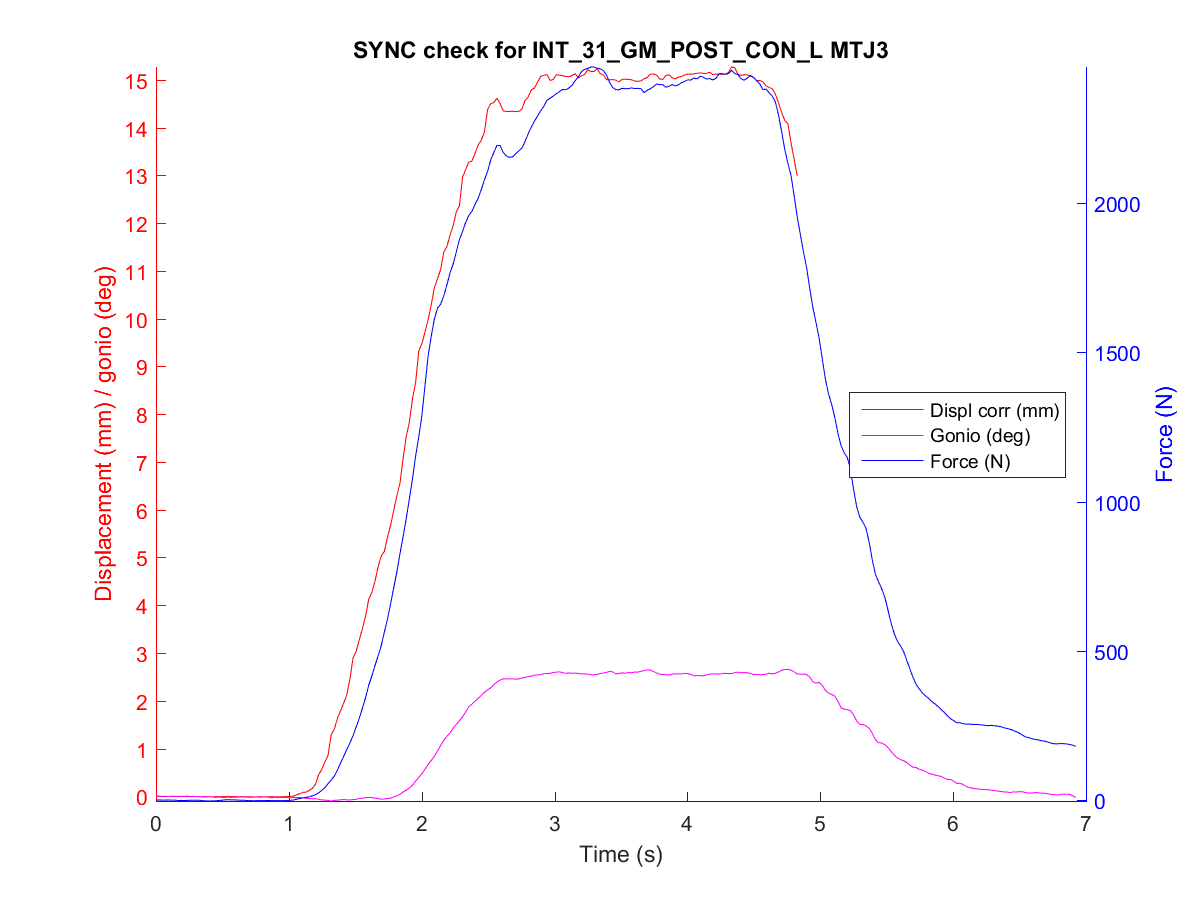 SYNC check for INT_31_GM_POST_CON_L MTJ3
Displacement (mm) / gonio (deg)
15
14
13
12
11
10
9
8
7
6
5
4
3
2
1
0
2000
1500
1000
500
0
Force (N)
Displ corr (mm)
Gonio (deg)
Force (N)
0 1 2 3 4 5 6 7
Time (s)